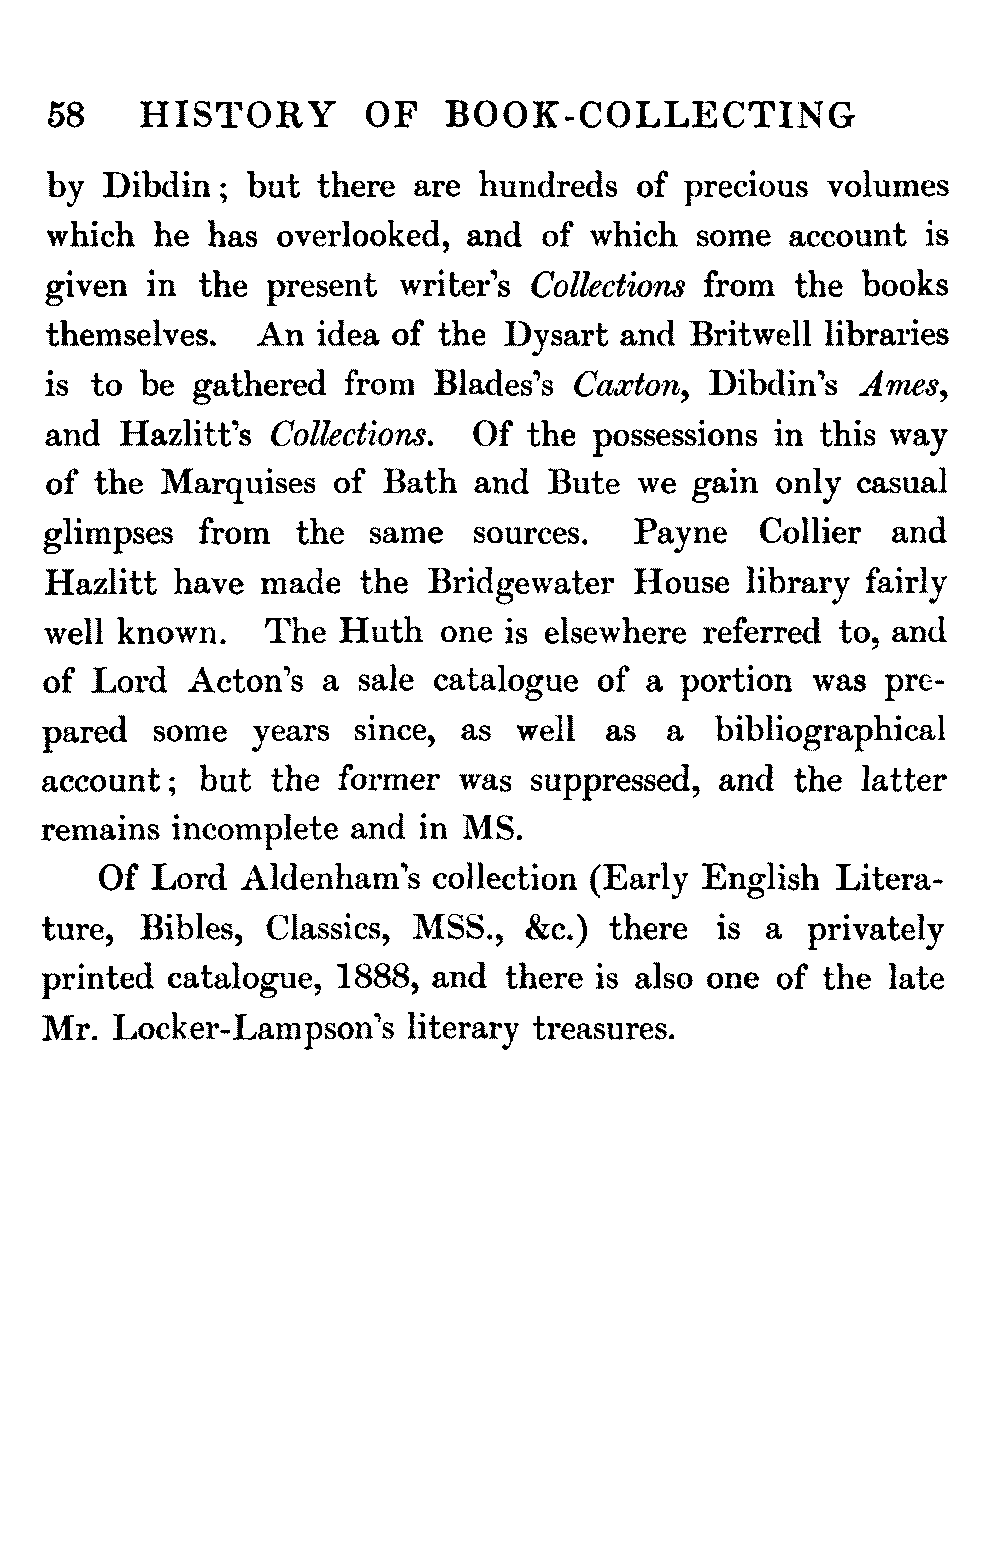 58 HISTORY OF BOOK-COLLECTING
by Dibdin; but there are hundreds of precious volumes
which he has overlooked, and of which some account is
given in the present writer's Collections from the books
themselves. An idea of the Dysart and Britwell libraries
is to be gathered from Blades's Caxton, Dibdin's Ames,
and Hazlitt's Collections. Of the possessions in this way
of the Marquises of Bath and Bute we gain only casual
glimpses from the same sources. Payne Collier and
Hazlitt have made the Bridgewater House library fairly
well known. The Huth one is elsewhere referred to, and
of Lord Acton's a sale catalogue of a portion was pre-
pared some years since, as well as a bibliographical
account; but the former was suppressed, and the latter
remains incomplete and in MS.
Of Lord Aldenham's collection (Early English Litera-
ture, Bibles, Classics, MSS., &c.) there is a privately
printed catalogue, 1888, and there is also one of the late
Mr. Locker-Lampson's literary treasures.